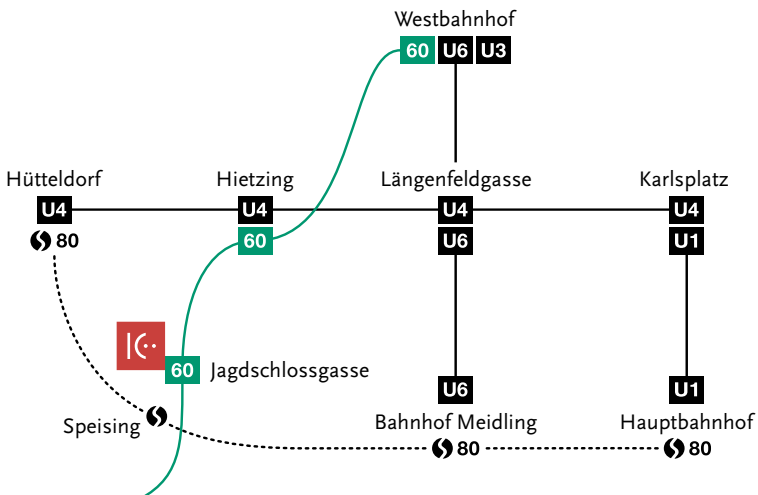 Westbahnhof
60 U6 U3
Hütteldorf Hietzing Längenfeldgasse Karlsplatz
U4 U4 U4 U4
80 60 U6 U1
60 Jagdschlossgasse
U6 U1
Speising Bahnhof Meidling Hauptbahnhof
80 80